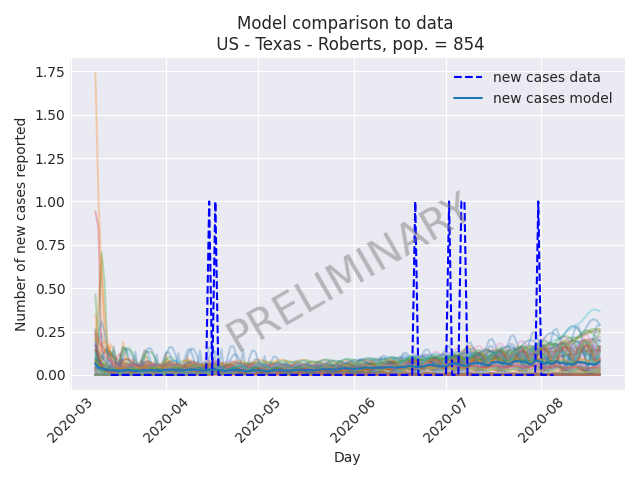 Model comparison to data
US - Texas - Roberts, pop. = 854
new cases data
new cases model
Number of new cases reported
1.75
1.50
1.25
1.00
0.75
0.50
0.25
0.00
PRELIMINARY
2020-03
2020-04
2020-05
2020-06
2020-07
2020-08
Day